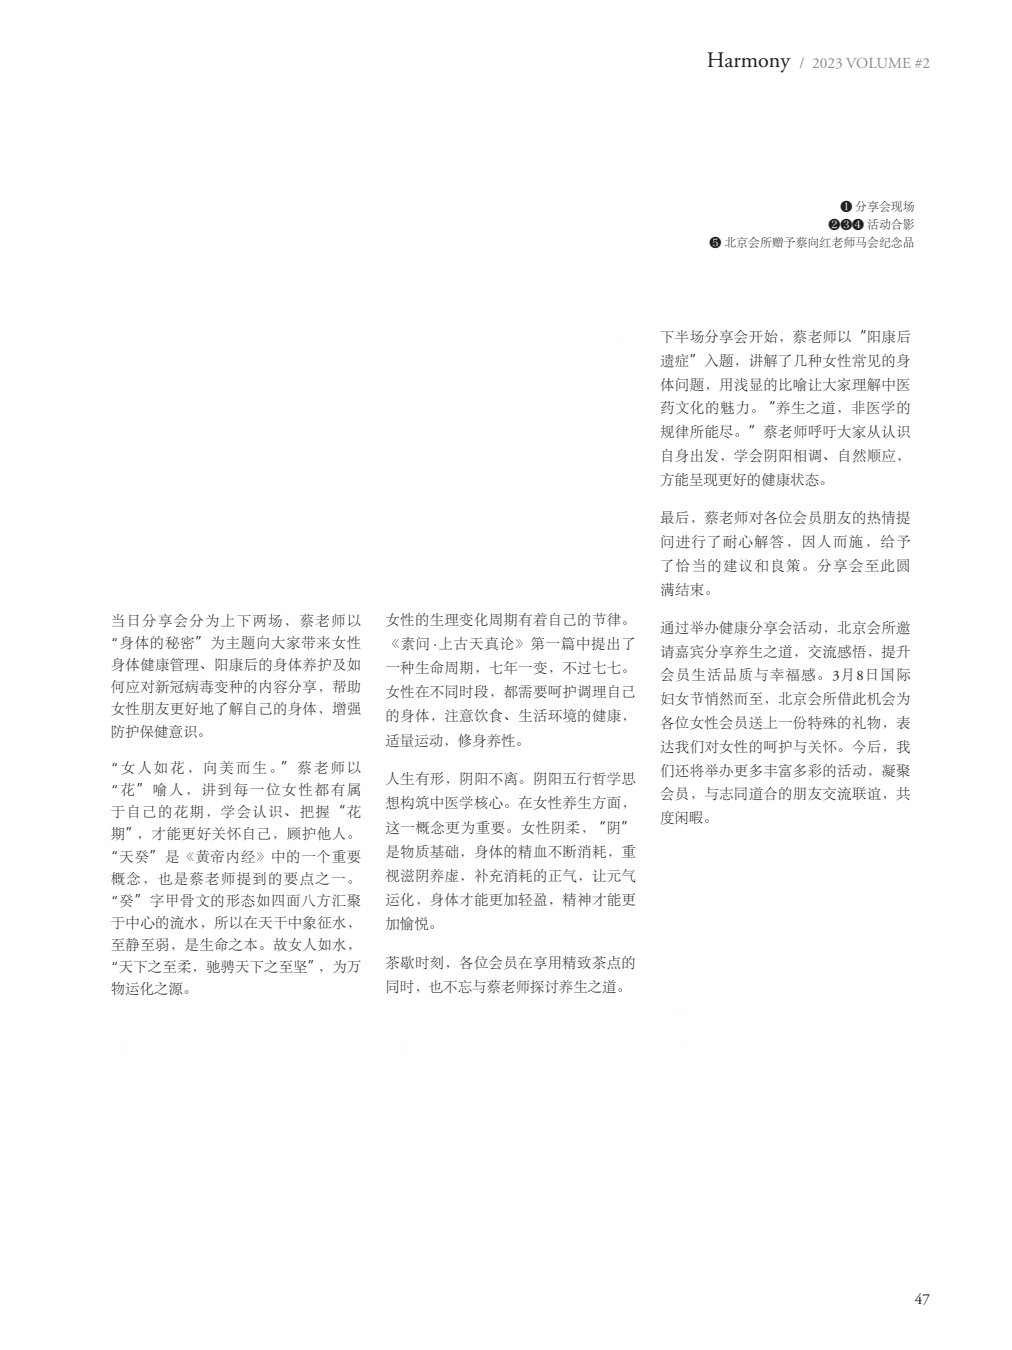 Harmony / 2023 VOLUME #2
❶ 分享会现场
❷❸❹ 活动合影
❺ 北京会所赠予蔡向红老师马会纪念品
当日分享会分为上下两场，蔡老师以
“身体的秘密”为主题向大家带来女性
身体健康管理、阳康后的身体养护及如
何应对新冠病毒变种的内容分享，帮助
女性朋友更好地了解自己的身体，增强
防护保健意识。
“女人如花，向美而生。”蔡老师以
“花”喻人，讲到每一位女性都有属
于自己的花期，学会认识、把握“花
期”，才能更好关怀自己，顾护他人。
“天癸”是《黄帝内经》中的一个重要
概念，也是蔡老师提到的要点之一。
“癸”字甲骨文的形态如四面八方汇聚
于中心的流水，所以在天干中象征水，
至静至弱，是生命之本。故女人如水，
“天下之至柔，驰骋天下之至坚”，为万
物运化之源。
女性的生理变化周期有着自己的节律。
《素问·上古天真论》第一篇中提出了
一种生命周期，七年一变，不过七七。
女性在不同时段，都需要呵护调理自己
的身体，注意饮食、生活环境的健康，
适量运动，修身养性。
人生有形，阴阳不离。阴阳五行哲学思
想构筑中医学核心。在女性养生方面，
这一概念更为重要。女性阴柔，“阴”
是物质基础，身体的精血不断消耗，重
视滋阴养虚，补充消耗的正气，让元气
运化，身体才能更加轻盈，精神才能更
加愉悦。
茶歇时刻，各位会员在享用精致茶点的
同时，也不忘与蔡老师探讨养生之道。
下半场分享会开始，蔡老师以“阳康后
遗症”入题，讲解了几种女性常见的身
体问题，用浅显的比喻让大家理解中医
药文化的魅力。“养生之道，非医学的
规律所能尽。”蔡老师呼吁大家从认识
自身出发，学会阴阳相调、自然顺应，
方能呈现更好的健康状态。
最后，蔡老师对各位会员朋友的热情提
问进行了耐心解答，因人而施，给予
了恰当的建议和良策。分享会至此圆
满结束。
通过举办健康分享会活动，北京会所邀
请嘉宾分享养生之道，交流感悟，提升
会员生活品质与幸福感。3月8日国际
妇女节悄然而至，北京会所借此机会为
各位女性会员送上一份特殊的礼物，表
达我们对女性的呵护与关怀。今后，我
们还将举办更多丰富多彩的活动，凝聚
会员，与志同道合的朋友交流联谊，共
度闲暇。
47